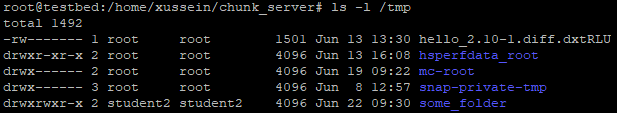 root@testbed:/home/xussein/chunk_server# ls -l /tmp
total 1492
-rw------- 1 root     root        1501 Jun 13 13:30 hello_2.10-1.diff.dxtRLU
drwxr-xr-x 2 root     root        4096 Jun 13 16:08 hsperfdata_root
drwx------ 2 root     root        4096 Jun 19 09:22 mc-root
drwx------ 3 root     root        4096 Jun  8 12:57 snap-private-tmp
drwxrwxr-x 2 student2 student2    4096 Jun 22 09:30 some_folder